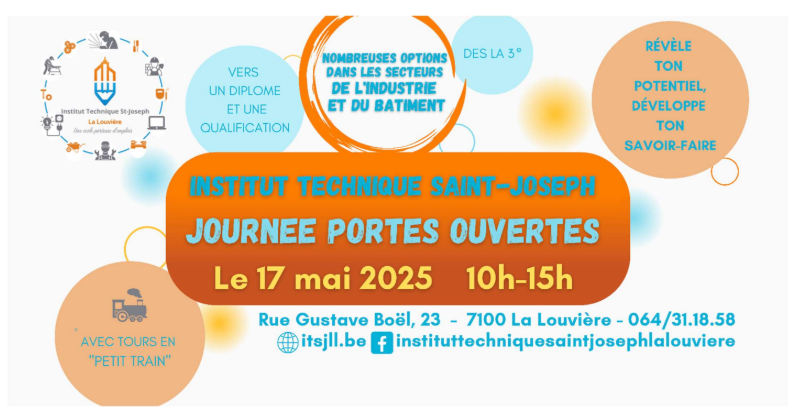 Institut Technique St-Joseph
La Louvière
Une école porteuse d'emplois
VERS
UN DIPLOME
ET UNE
QUALIFICATION
NOMBREUSES OPTIONS
DANS LES SECTEURS
DE L'INDUSTRIE
ET DU BATIMENT
DES LA 3°
RÉVÈLE
TON
POTENTIEL,
DÉVELOPPE
TON
SAVOIR-FAIRE
INSTITUT TECHNIQUE SAINT-JOSEPH
JOURNEE PORTES OUVERTES
Le 17 mai 2025 10h-15h
AVEC TOURS EN
"PETIT TRAIN"
Rue Gustave Boël, 23 - 7100 La Louvière - 064/31.18.58
itsjll.be instituttechniquesaintjosephlalouviere